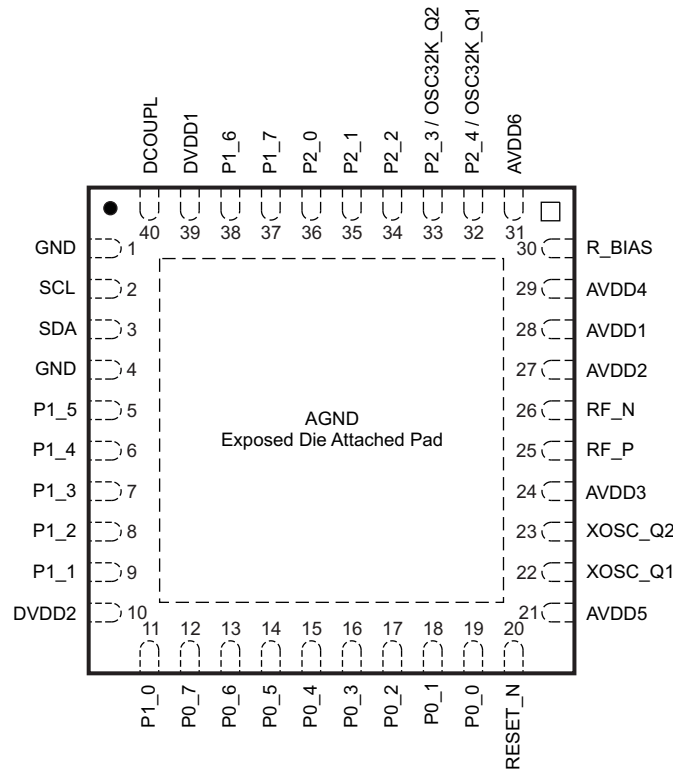 DCOUPL
DVDD1
P1_6
P1_7
P2_0
P2_1
P2_2
P2_3 / OSC32K_Q2
P2_4 / OSC32K_Q1
AVDD6
40
39
38
37
36
35
34
33
32
31
GND 1
SCL 2
SDA 3
GND 4
P1_5 5
P1_4 6
P1_3 7
P1_2 8
P1_1 9
DVDD2 10
AGND
Exposed Die Attached Pad
30 R_BIAS
29 AVDD4
28 AVDD1
27 AVDD2
26 RF_N
25 RF_P
24 AVDD3
23 XOSC_Q2
22 XOSC_Q1
21 AVDD5
11
12
13
14
15
16
17
18
19
20
P1_0
P0_7
P0_6
P0_5
P0_4
P0_3
P0_2
P0_1
P0_0
RESET_N